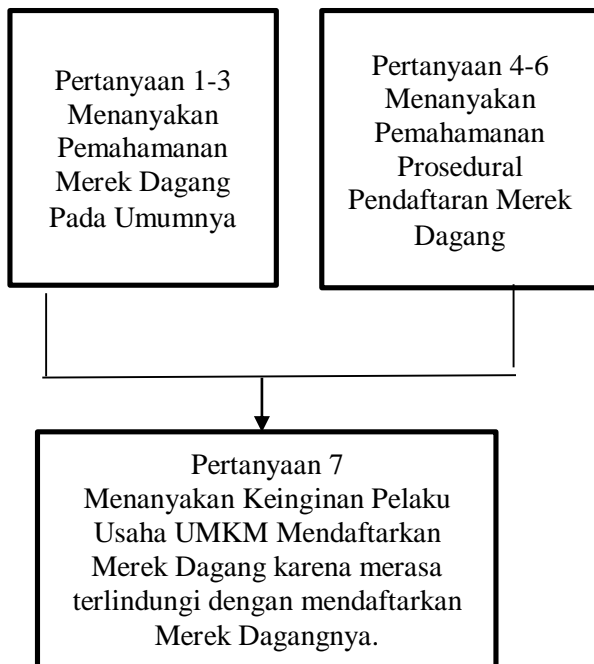 Pertanyaan 1-3
Menanyakan
Pemahamanan
Merek Dagang
Pada Umumnya
Pertanyaan 4-6
Menanyakan
Pemahamanan
Prosedural
Pendaftaran Merek
Dagang
Pertanyaan 7
Menanyakan Keinginan Pelaku
Usaha UMKM Mendaftarkan
Merek Dagang karena merasa
terlindungi dengan mendaftarkan
Merek Dagangnya.